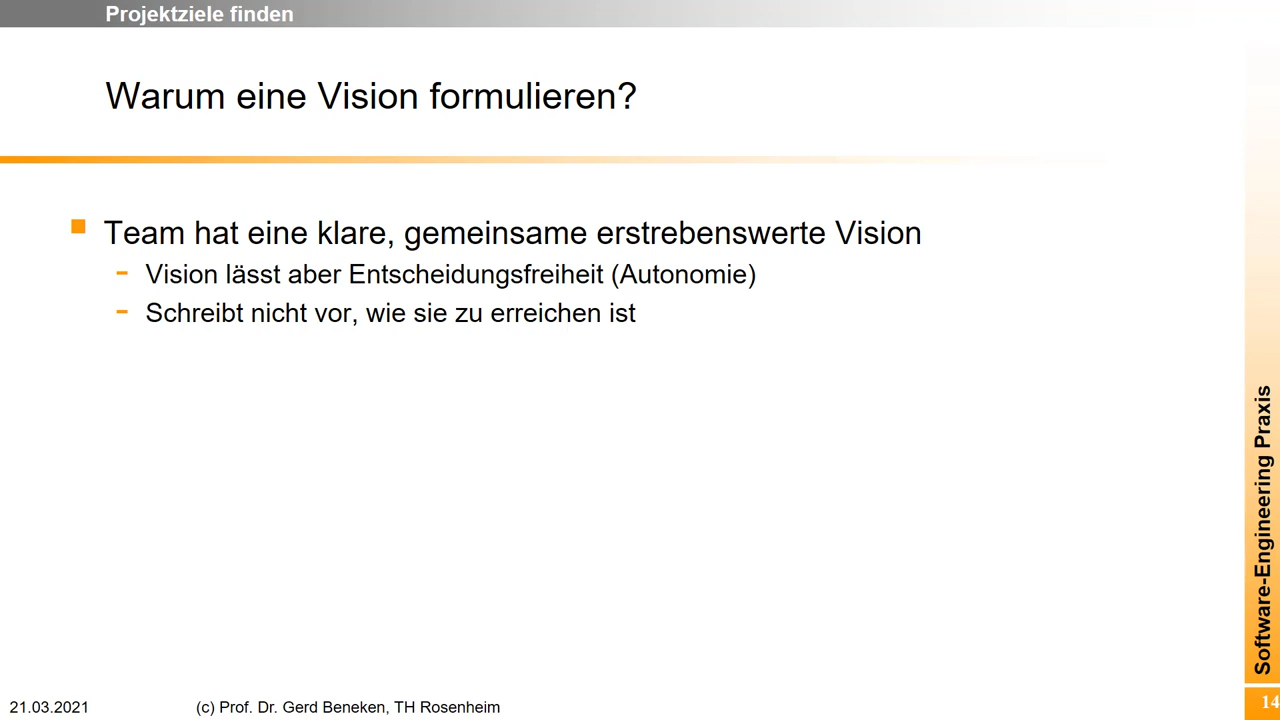 Projektziele finden
Warum eine Vision formulieren?
Team hat eine klare, gemeinsame erstrebenswerte Vision
- Vision lässt aber Entscheidungsfreiheit (Autonomie)
- Schreibt nicht vor, wie sie zu erreichen ist
Software-Engineering Praxis
21.03.2021
(c) Prof. Dr. Gerd Beneken, TH Rosenheim
14